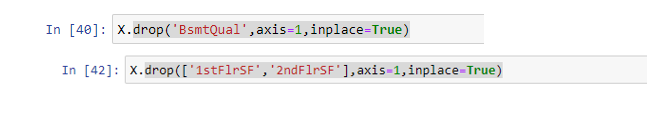 In [40]: X.drop('BsmtQual',axis=1,inplace=True)
In [42]: X.drop(['1stFlrSF','2ndFlrSF'],axis=1,inplace=True)